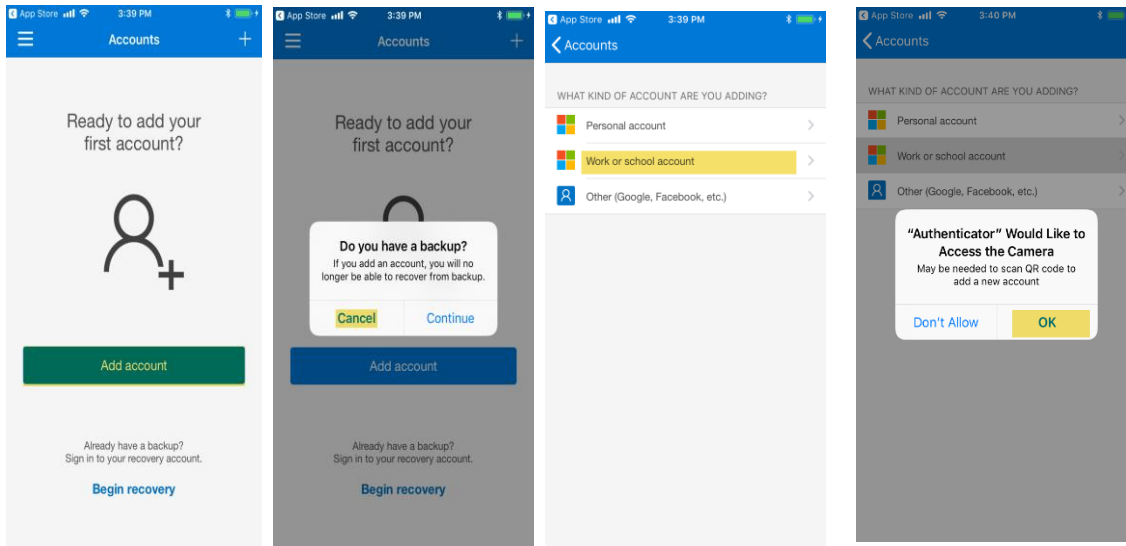 App Store 3:39 PM
Accounts
Ready to add your
first account?
Add account
Already have a backup?
Sign in to your recovery account.
Begin recovery
App Store 3:39 PM
Accounts
Ready to add your
first account?
Do you have a backup?
If you add an account, you will no
longer be able to recover from backup.
Cancel Continue
Add account
Already have a backup?
Sign in to your recovery account.
Begin recovery
App Store 3:39 PM
Accounts
WHAT KIND OF ACCOUNT ARE YOU ADDING?
Personal account
Work or school account
Other (Google, Facebook, etc.)
App Store 3:40 PM
Accounts
WHAT KIND OF ACCOUNT ARE YOU ADDING?
Personal account
Work or school account
Other (Google, Facebook, etc.)
“Authenticator” Would Like to
Access the Camera
May be needed to scan QR code to
add a new account
Don't Allow OK